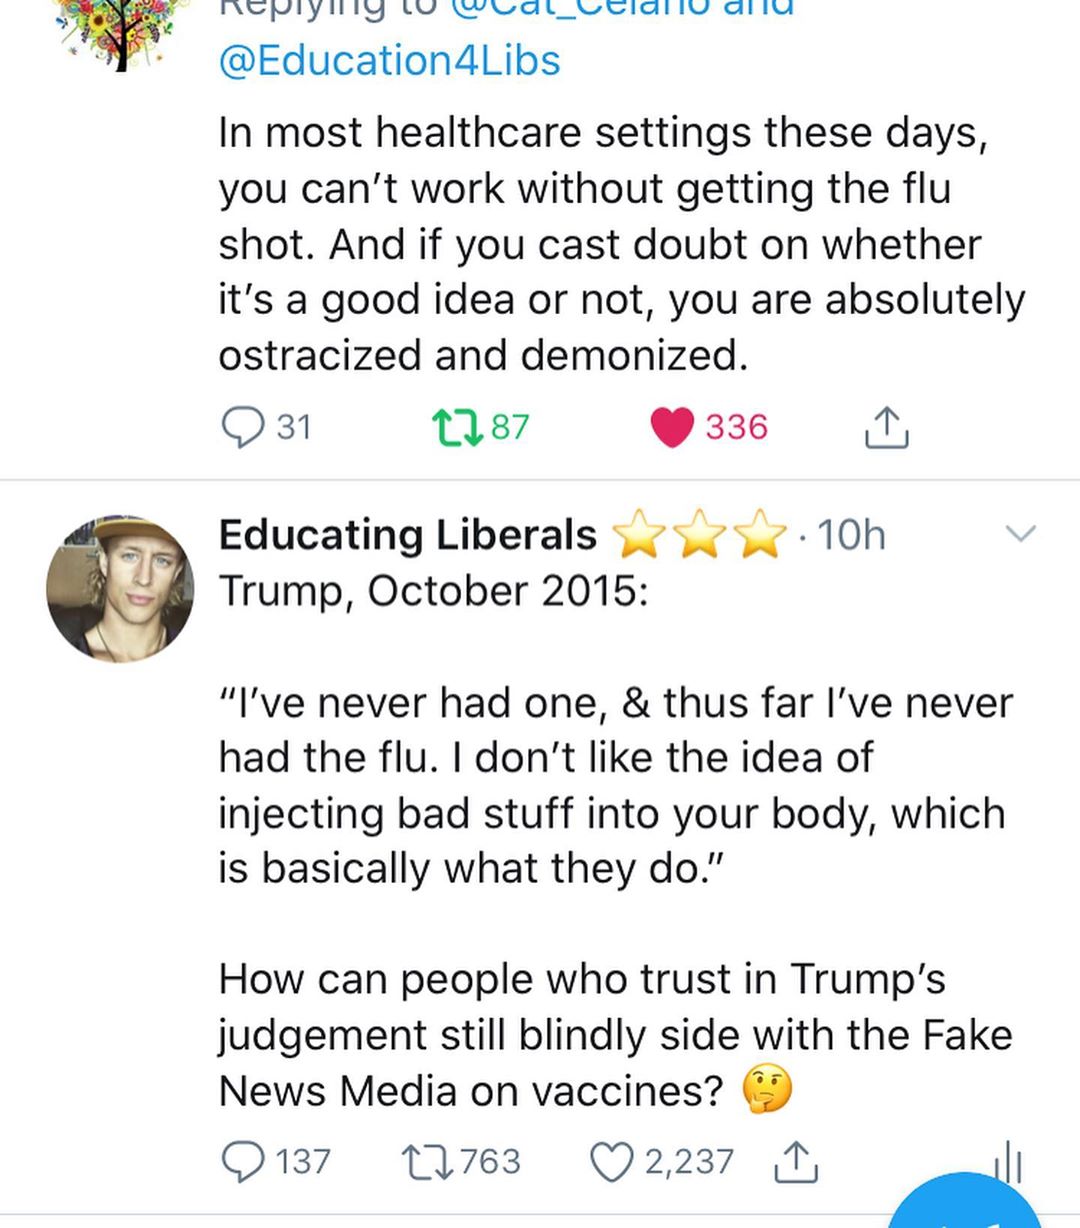 Replying to @Cat_Celano and
@Education4Libs
In most healthcare settings these days,
you can’t work without getting the flu
shot. And if you cast doubt on whether
it’s a good idea or not, you are absolutely
ostracized and demonized.
31 87 336
Educating Liberals ⭐⭐⭐ · 10h
Trump, October 2015:
“I’ve never had one, & thus far I’ve never
had the flu. I don’t like the idea of
injecting bad stuff into your body, which
is basically what they do.”
How can people who trust in Trump’s
judgement still blindly side with the Fake
News Media on vaccines? 🤔
137 763 2,237